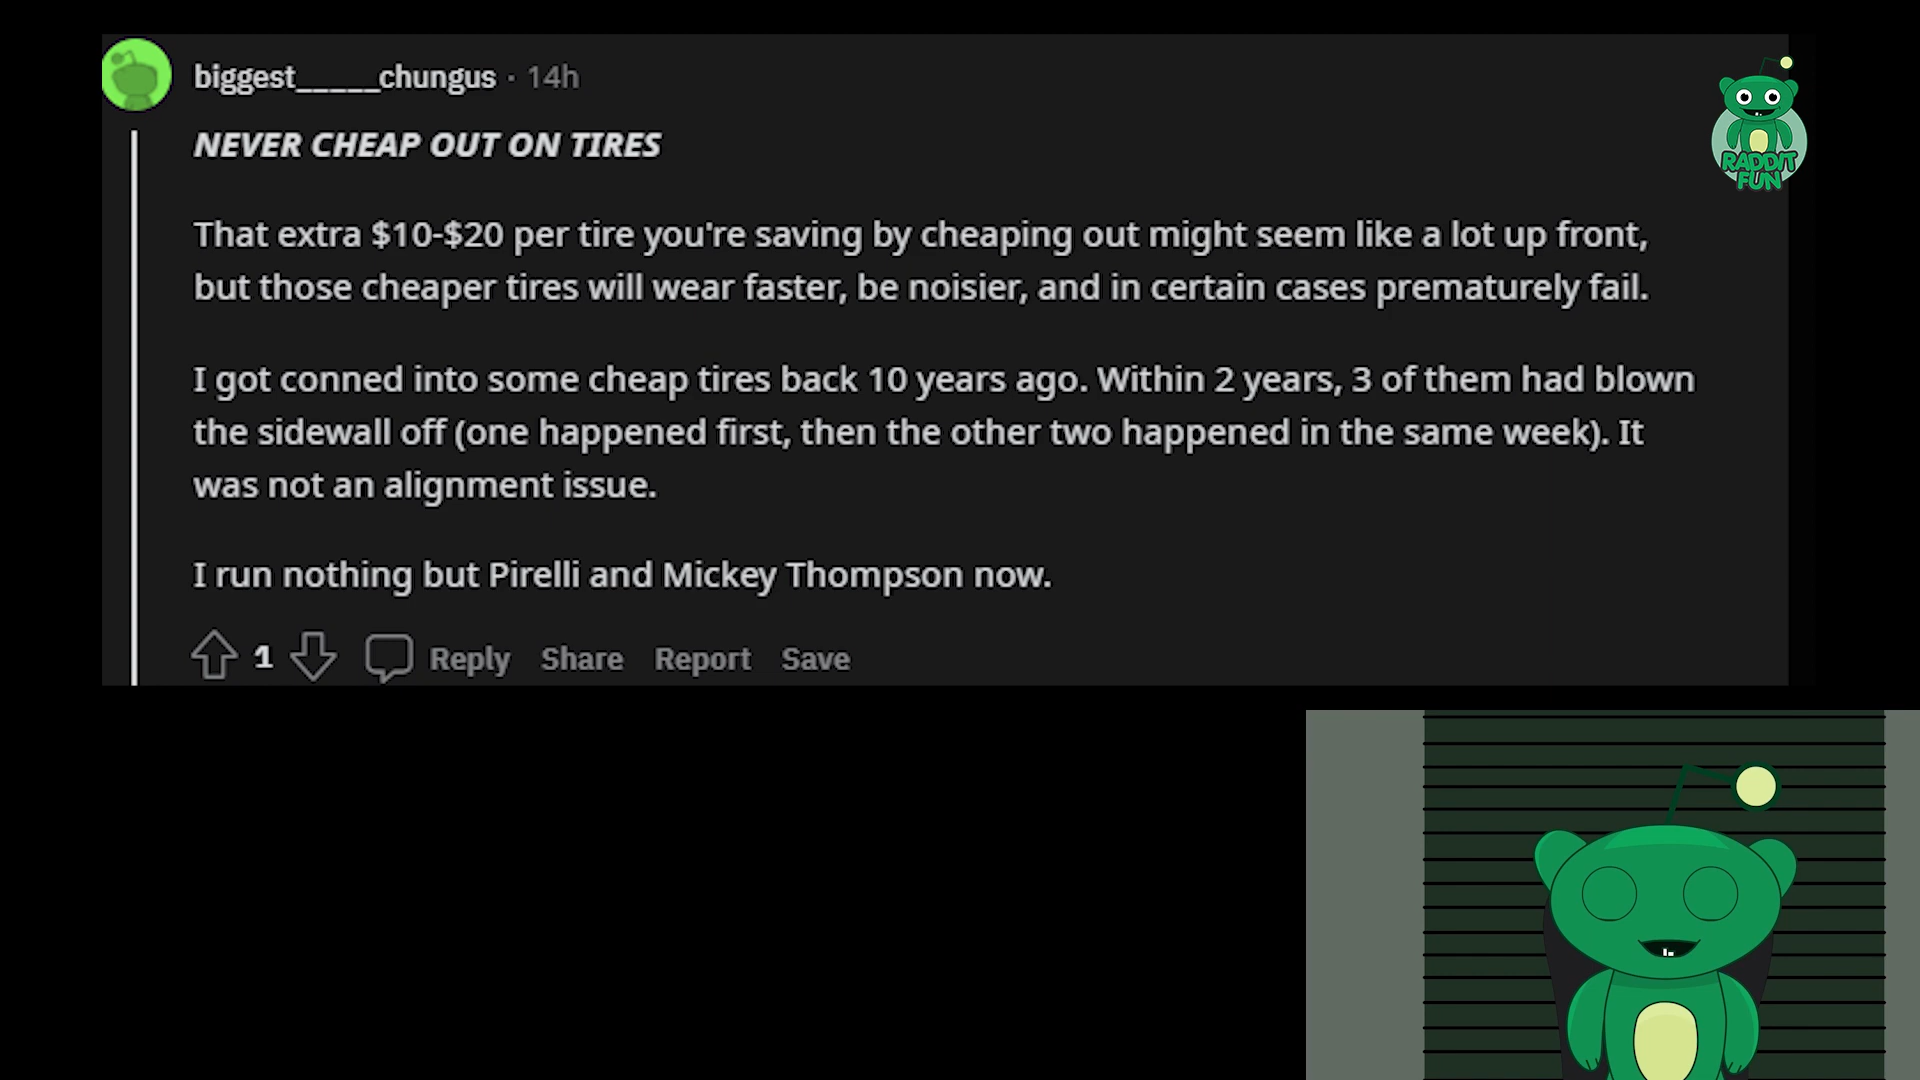 biggest_____chungus · 14h
NEVER CHEAP OUT ON TIRES
That extra $10-$20 per tire you're saving by cheaping out might seem like a lot up front,
but those cheaper tires will wear faster, be noisier, and in certain cases prematurely fail.
I got conned into some cheap tires back 10 years ago. Within 2 years, 3 of them had blown
the sidewall off (one happened first, then the other two happened in the same week). It
was not an alignment issue.
I run nothing but Pirelli and Mickey Thompson now.
1 Reply Share Report Save
RADDIT
FUN